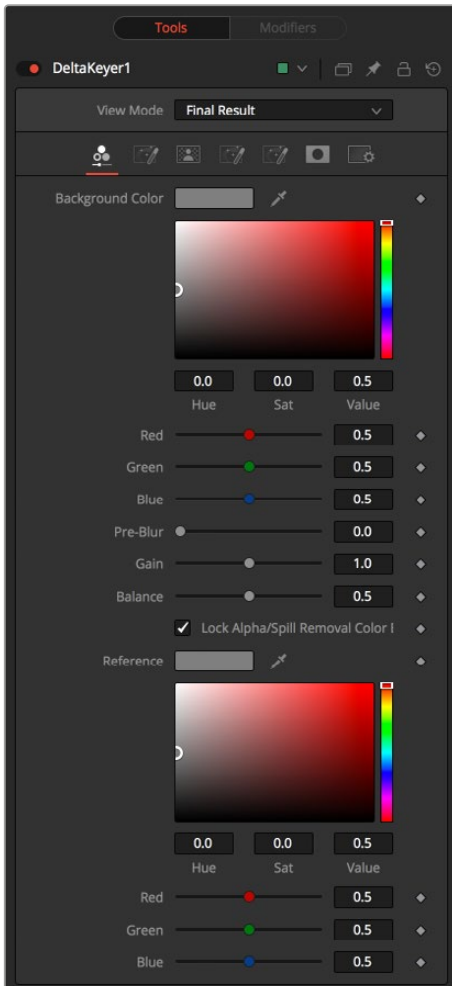 Tools Modifiers
DeltaKeyer1
View Mode Final Result
Background Color
0.0 0.0 0.5
Hue Sat Value
Red 0.5
Green 0.5
Blue 0.5
Pre-Blur 0.0
Gain 1.0
Balance 0.5
Lock Alpha/Spill Removal Color
Reference
0.0 0.0 0.5
Hue Sat Value
Red 0.5
Green 0.5
Blue 0.5